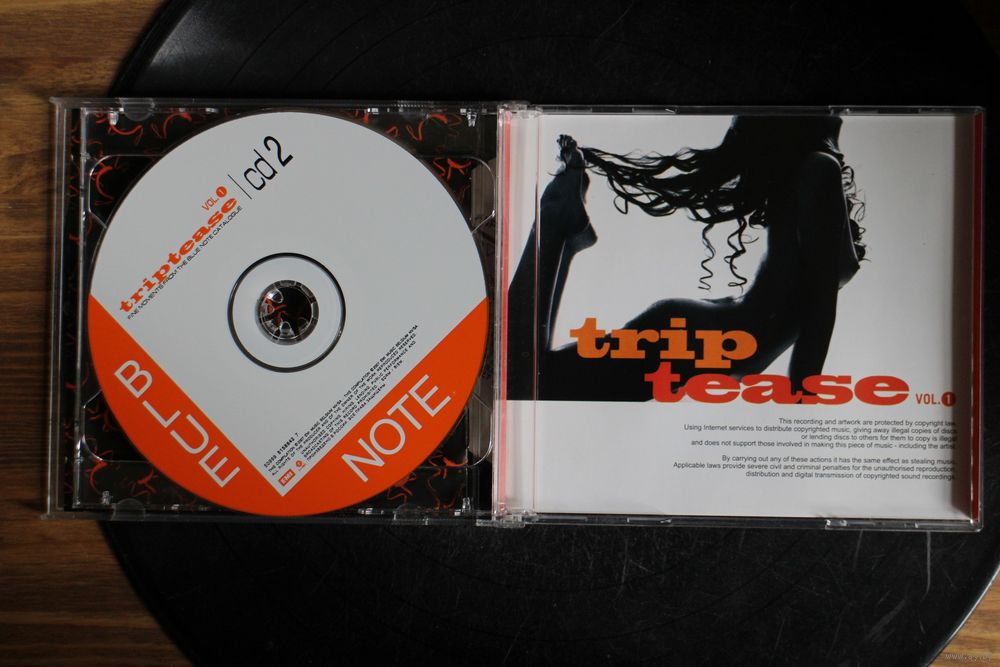 cd 2
VOL. 1
triptease
FINE MOMENTS FROM THE BLUE NOTE CATALOGUE
BLUE
NOTE
EMI
trip
tease VOL. 1
This recording and artwork are protected by copyright law.
Using Internet services to distribute copyrighted music, giving away illegal copies of discs
or lending discs to others for them to copy is illegal
and does not support those involved in making this piece of music - including the artist.
By carrying out any of these actions it has the same effect as stealing music.
Applicable laws provide severe civil and criminal penalties for the unauthorised reproduction,
distribution and digital transmission of copyrighted sound recordings.